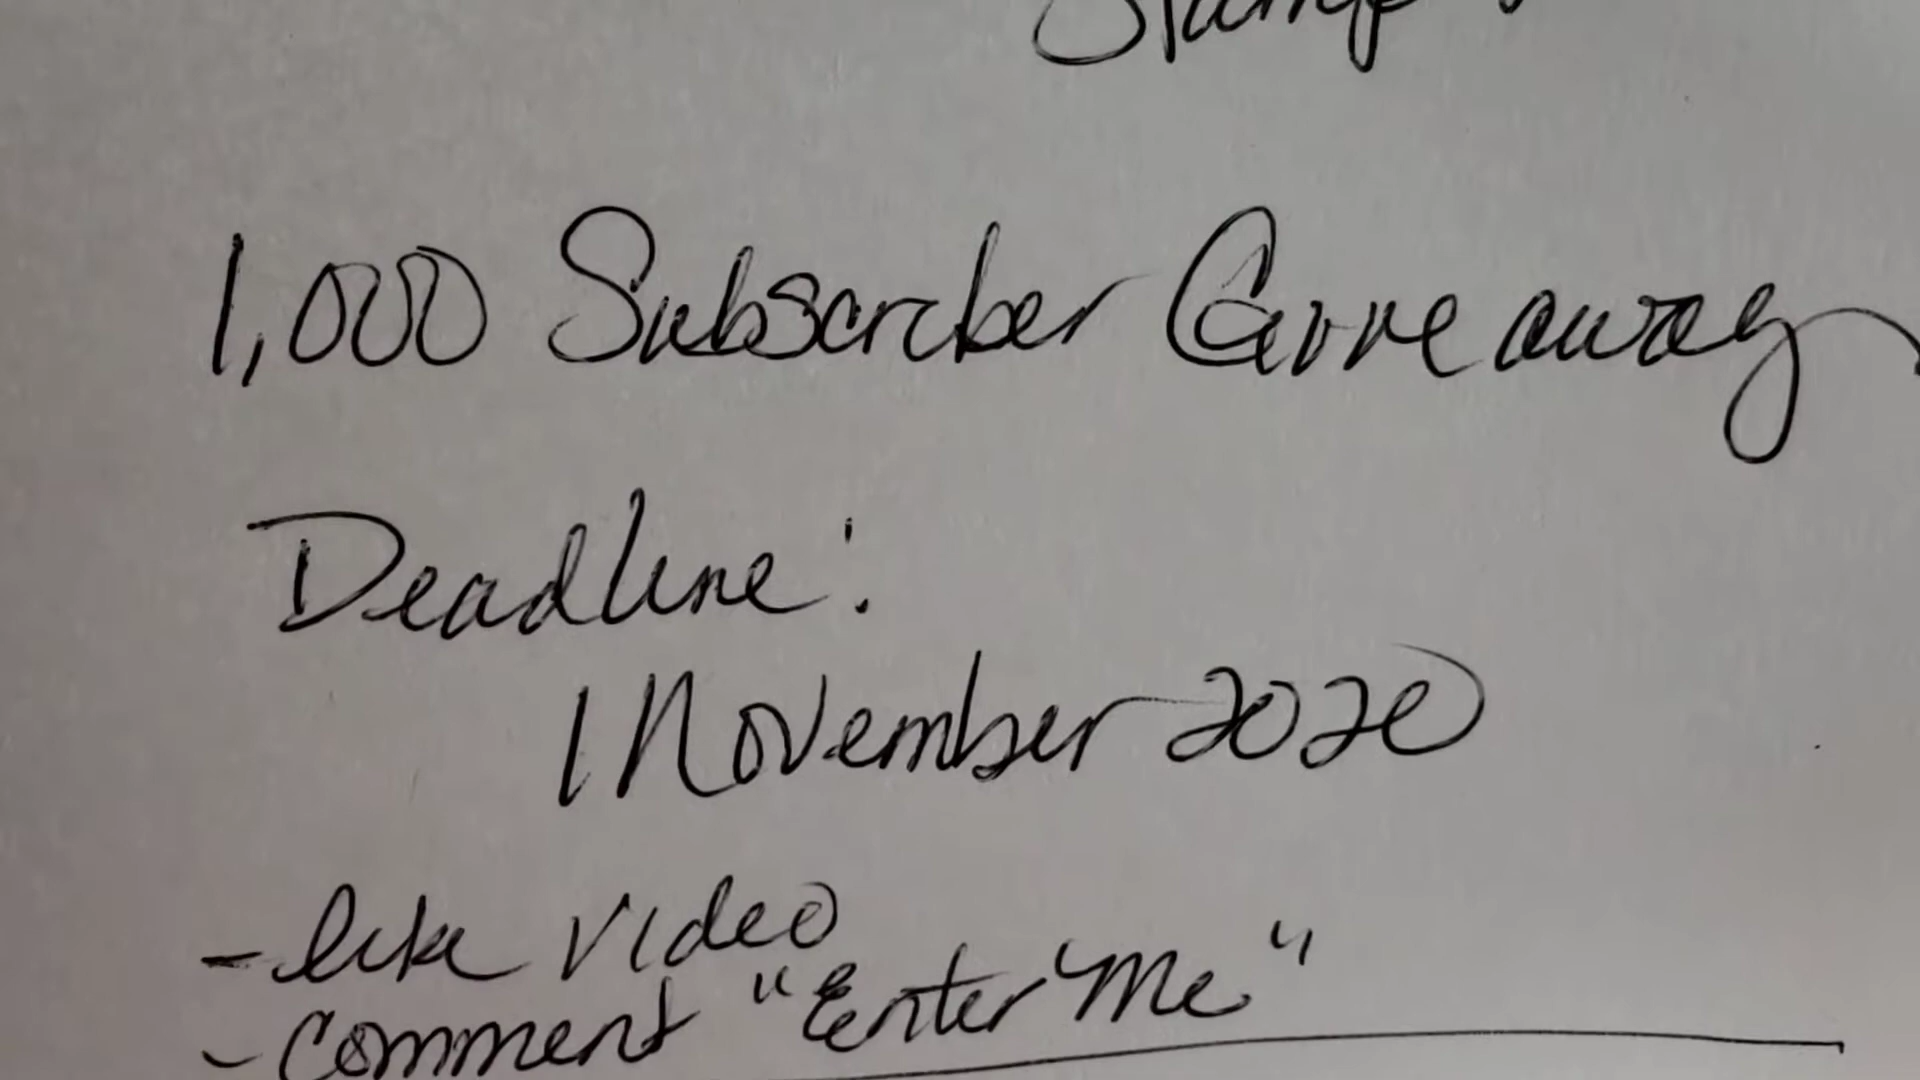 1,000 Subscriber Giveaway
Deadline:
1 November 2020
- like video
- Comment "Enter Me"